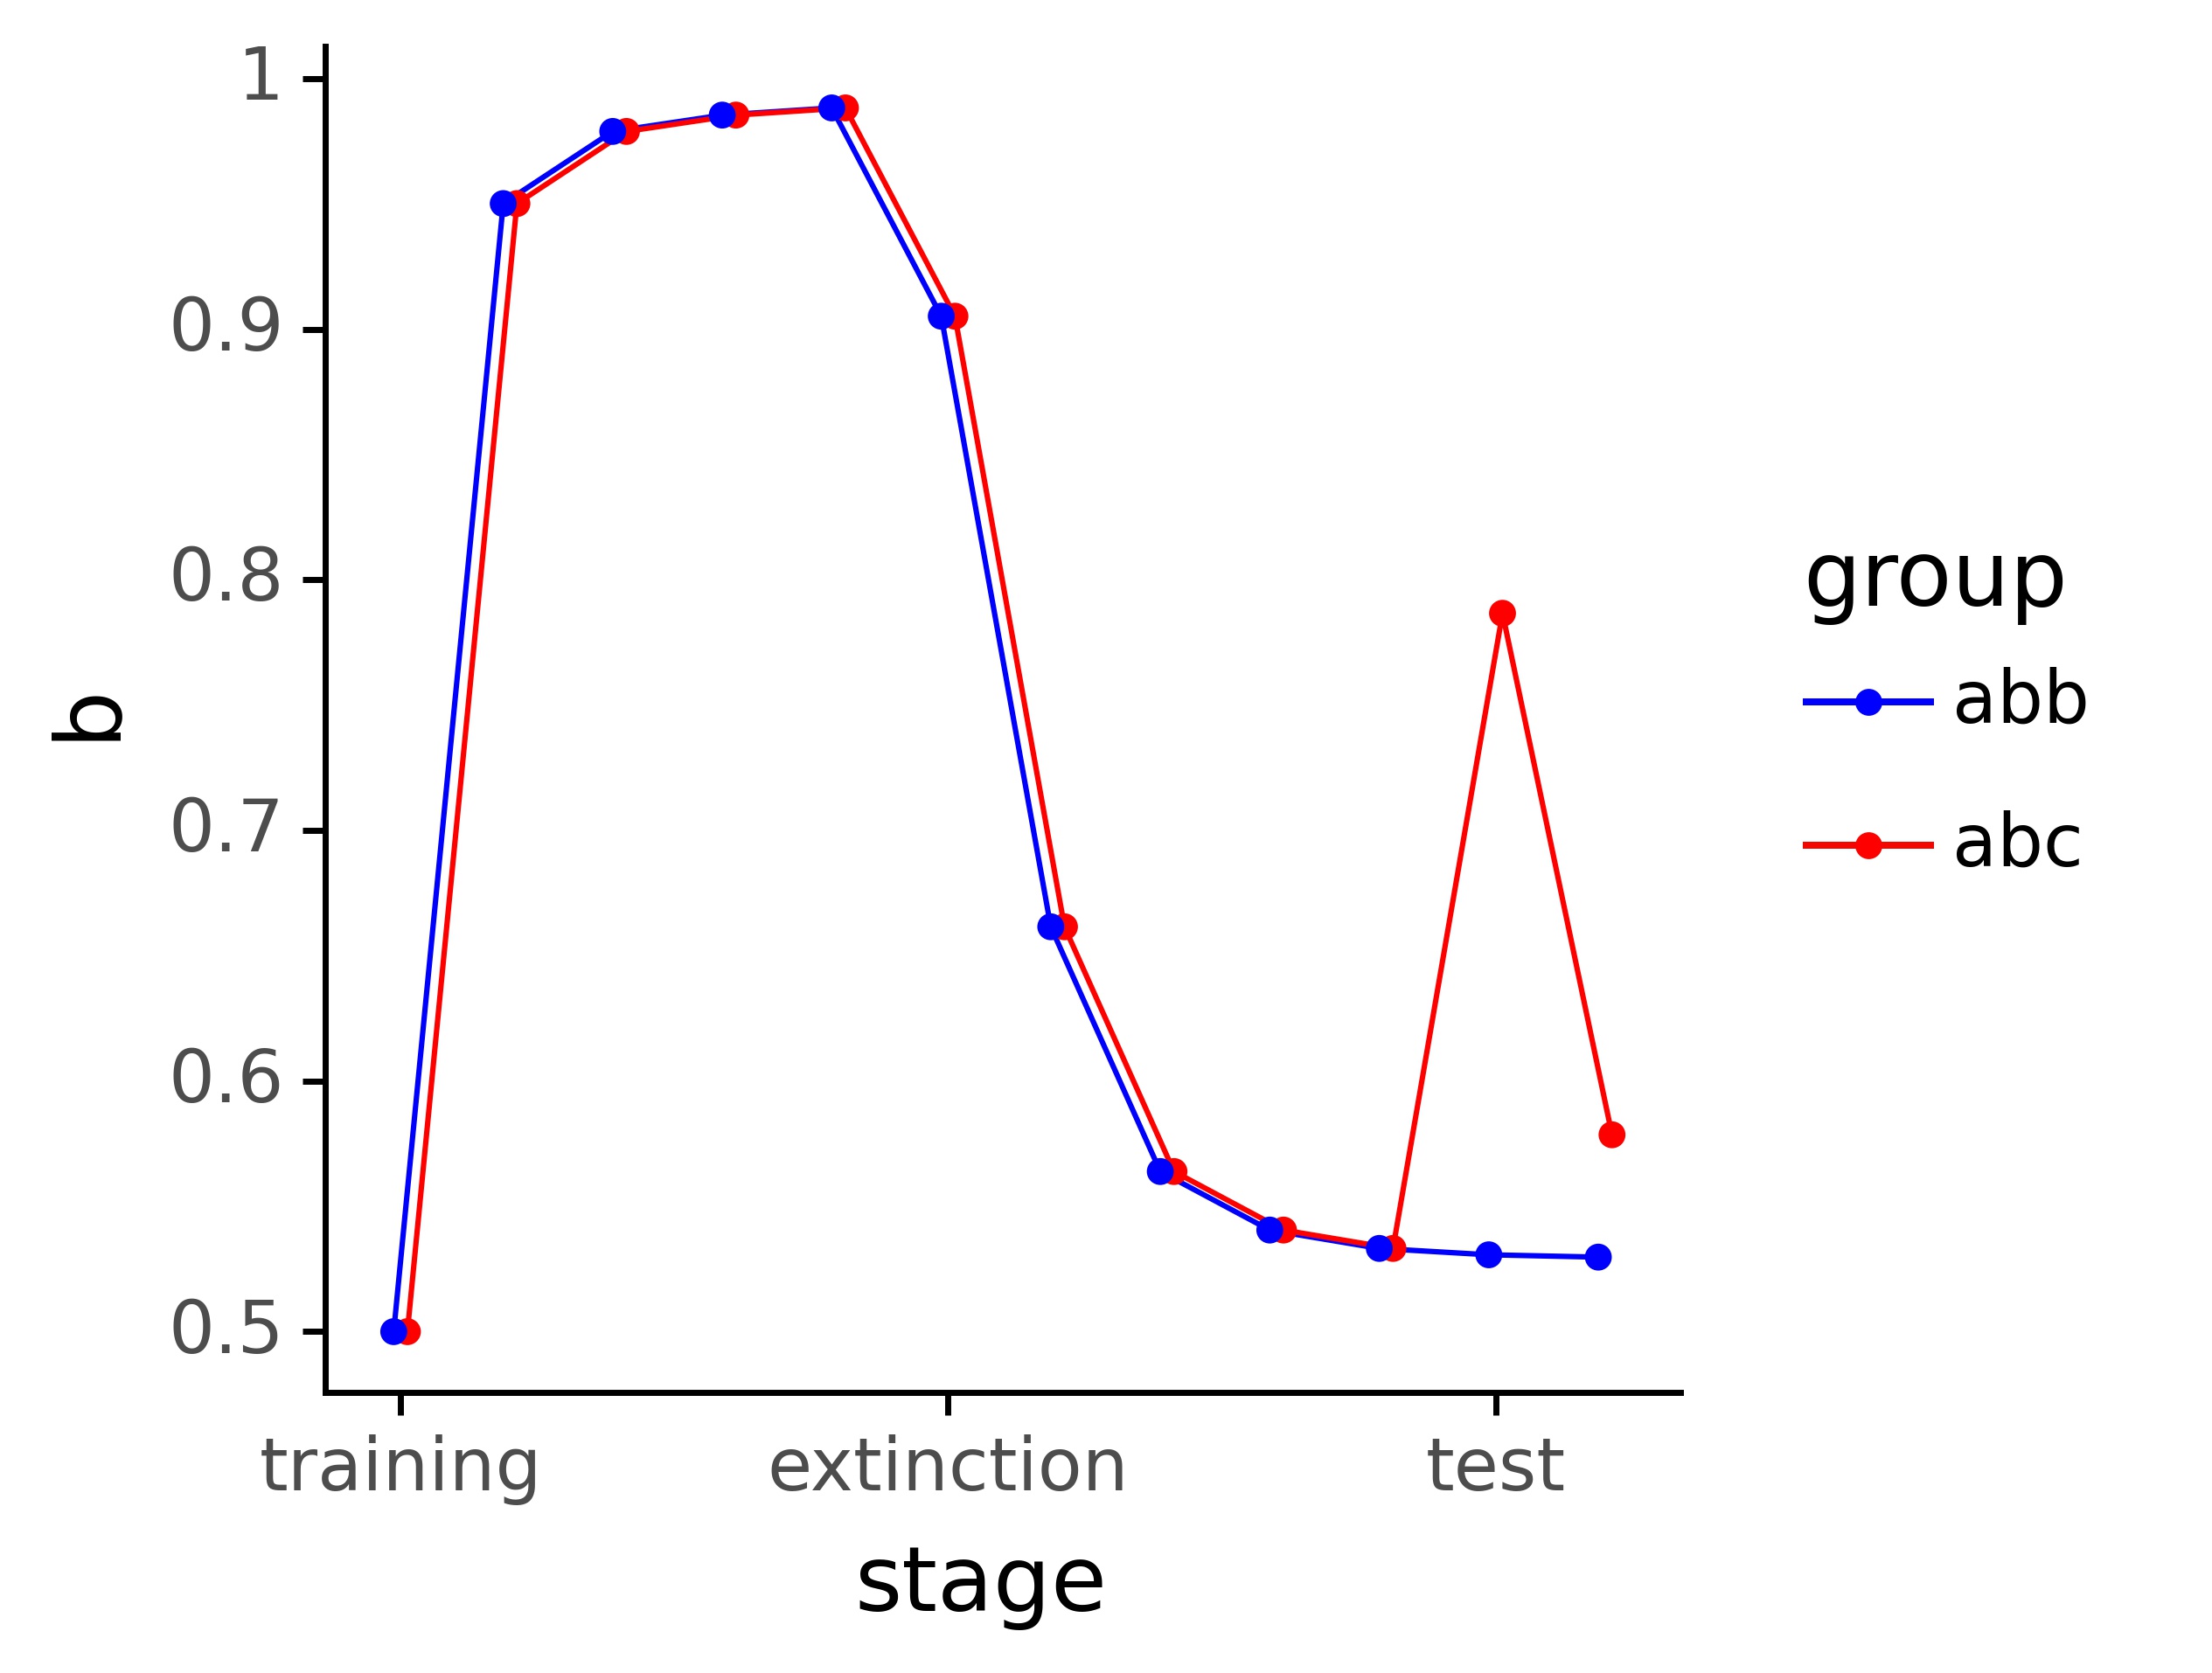 1
0.9
0.8
0.7
0.6
0.5
b
training extinction test
stage
group
abb
abc